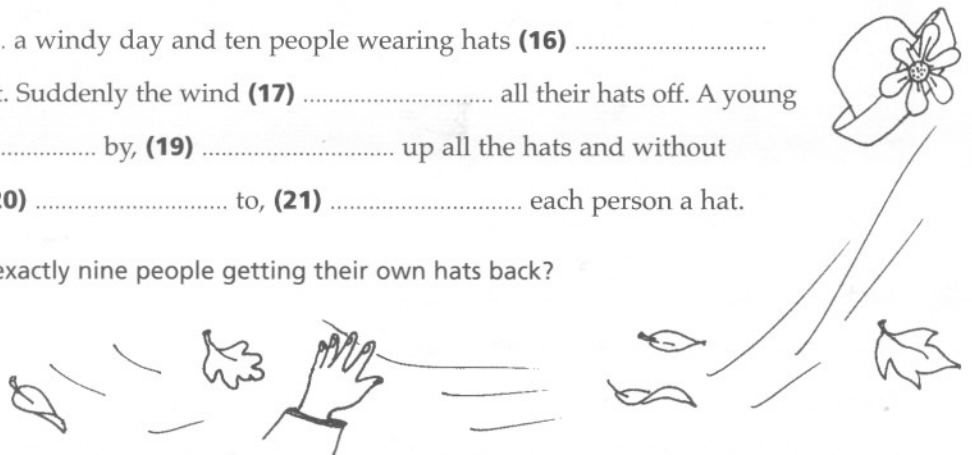 . a windy day and ten people wearing hats (16) ..............................
. Suddenly the wind (17) .............................. all their hats off. A young
............... by, (19) .............................. up all the hats and without
0) .............................. to, (21) .............................. each person a hat.
exactly nine people getting their own hats back?